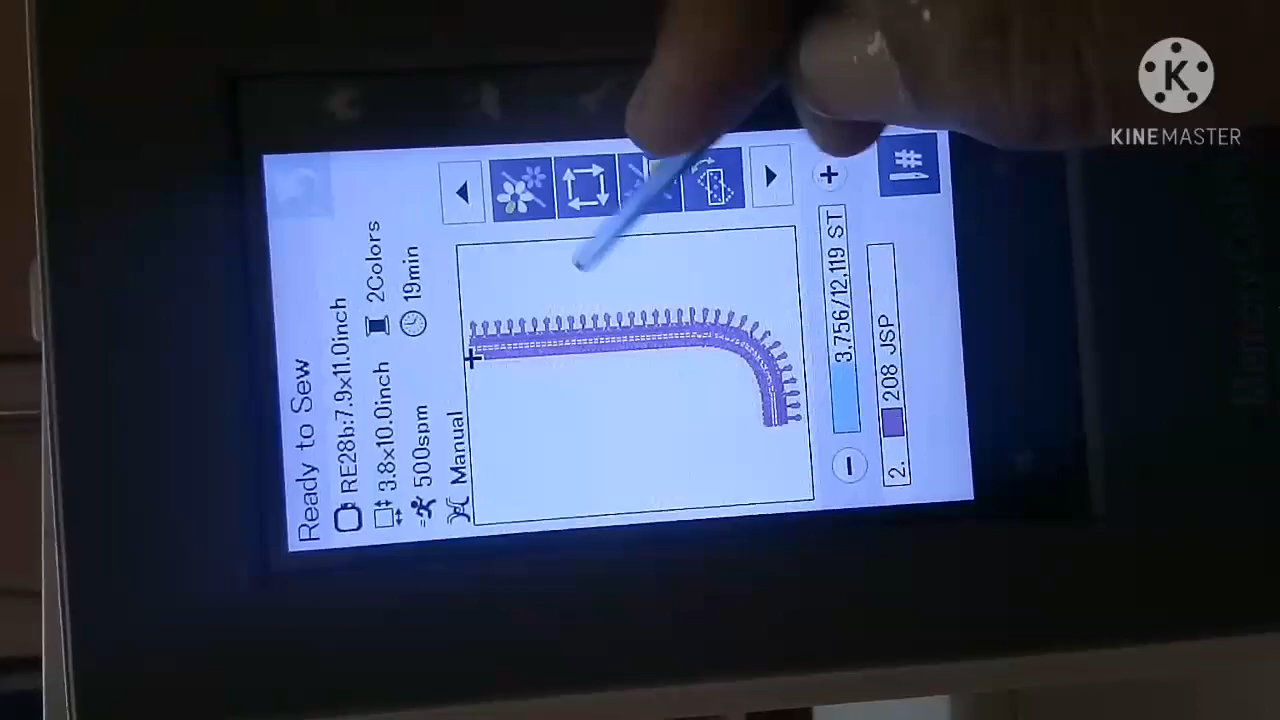 Ready to Sew
RE28b:7.9x11.0inch
3.8x10.0inch
2Colors
500spm
19min
Manual
3,756/12,119 ST
2.
208 JSP
#
K
KINEMASTER